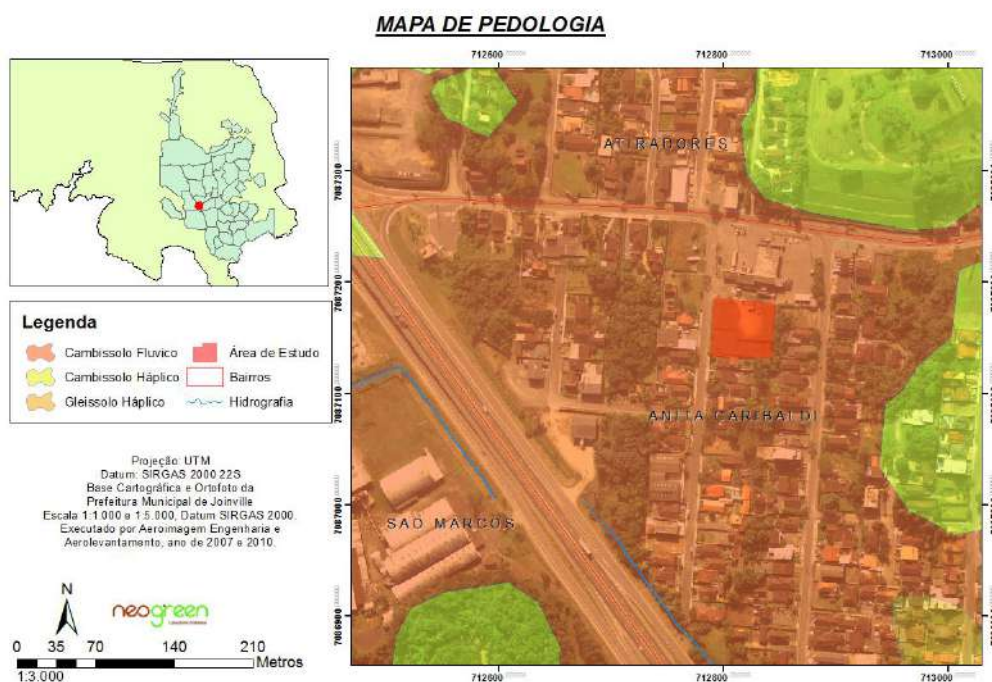 MAPA DE PEDOLOGIA
712600
712800
713000
ATIRADORES
7087300
7087200
7087100
7087000
7086900
ANITA GARIBALDI
SAO MARCOS
712600
712800
713000
Legenda
Cambissolo Fluvico
Área de Estudo
Cambissolo Háplico
Bairros
Gleissolo Háplico
Hidrografia
Projeção: UTM
Datum: SIRGAS 2000 22S
Base Cartográfica e Ortofoto da
Prefeitura Municipal de Joinville
Escala 1:1.000 e 1:5.000, Datum SIRGAS 2000.
Executado por Aeroimagem Engenharia e
Aerolevantamento, ano de 2007 e 2010.
N
neogreen
0 35 70 140 210
Metros
1:3.000